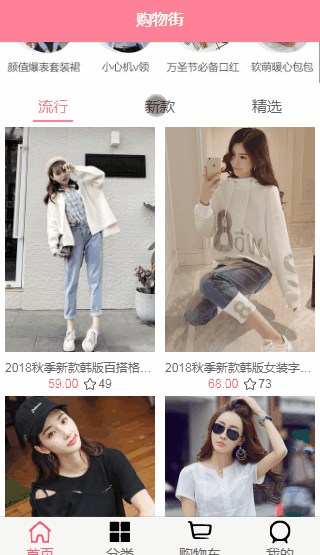 购物街
颜值爆表套装裙 小心机v领 万圣节必备口红 软萌暖心包包
流行 新款 精选
2018秋季新款韩版百搭格... 2018秋季新款韩版女装字...
59.00 49 68.00 73
首页 分类 购物车 我的